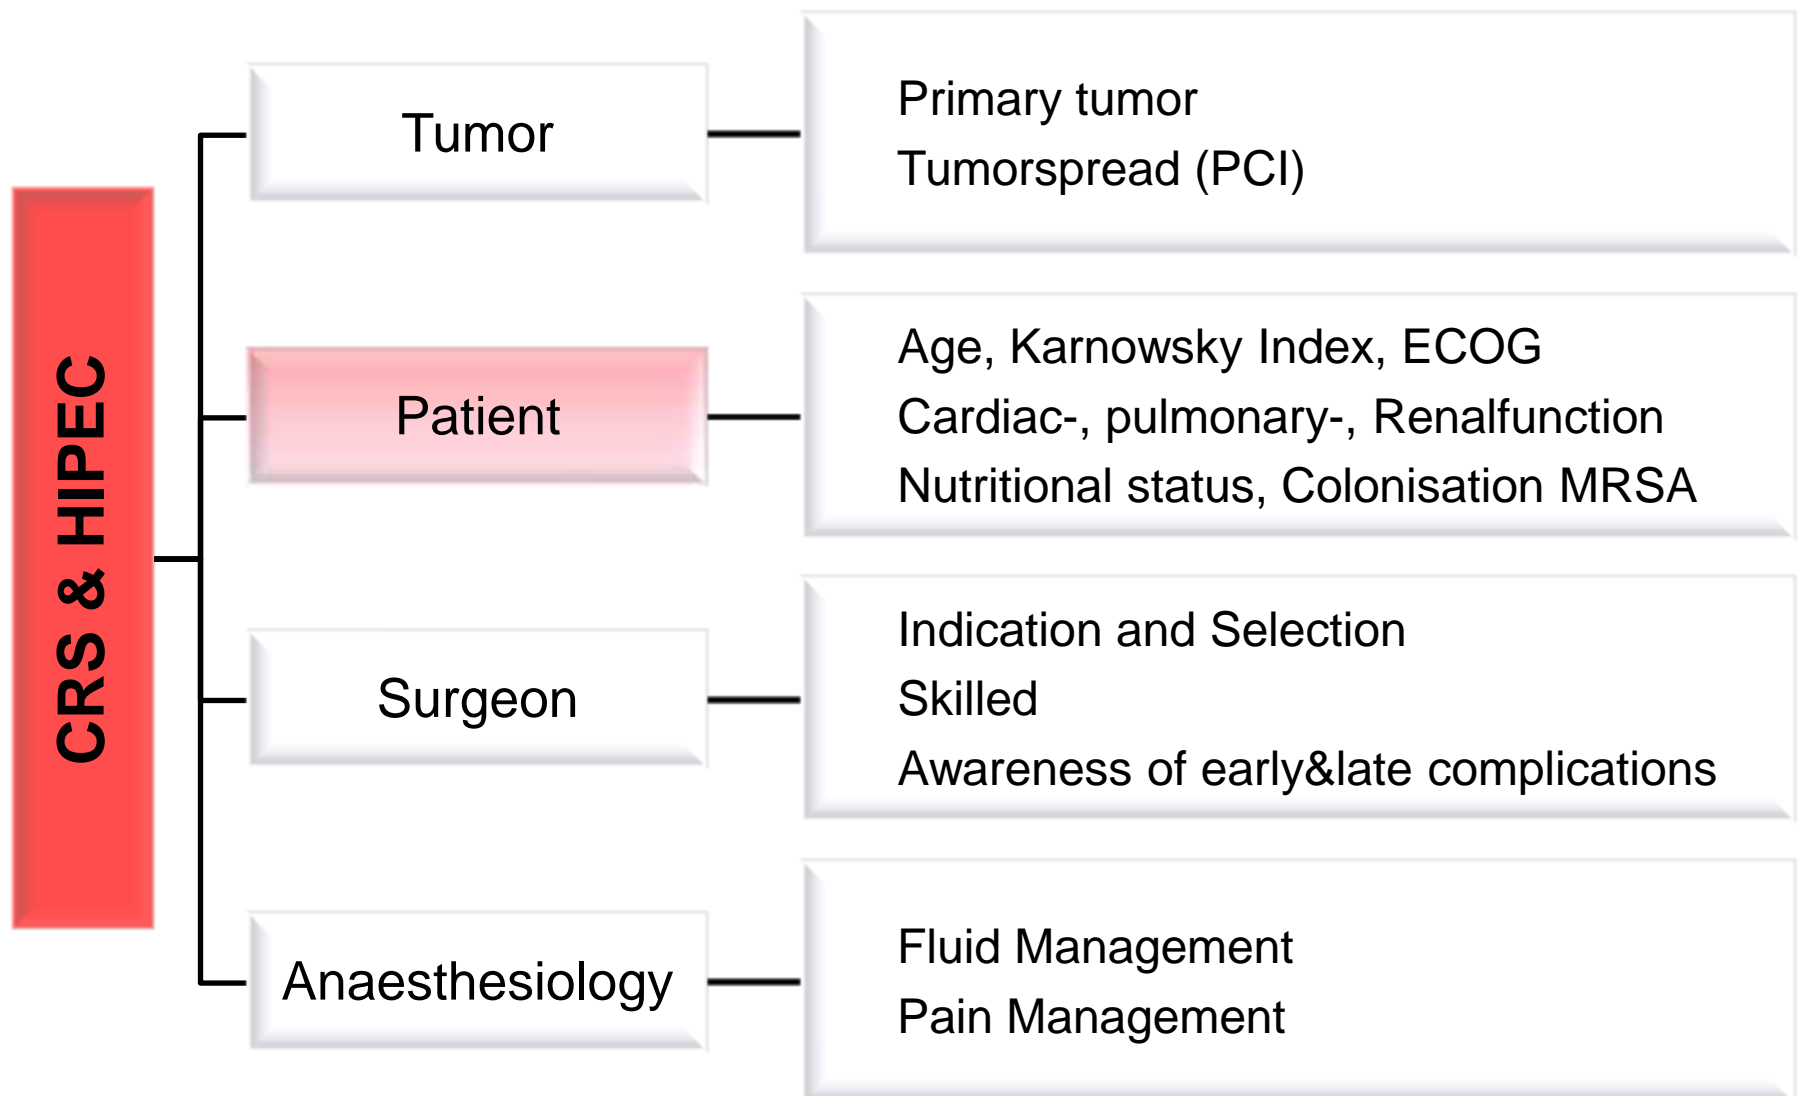 CRS & HIPEC
Tumor
Primary tumor
Tumorspread (PCI)
Patient
Age, Karnowsky Index, ECOG
Cardiac-, pulmonary-, Renalfunction
Nutritional status, Colonisation MRSA
Surgeon
Indication and Selection
Skilled
Awareness of early&late complications
Anaesthesiology
Fluid Management
Pain Management